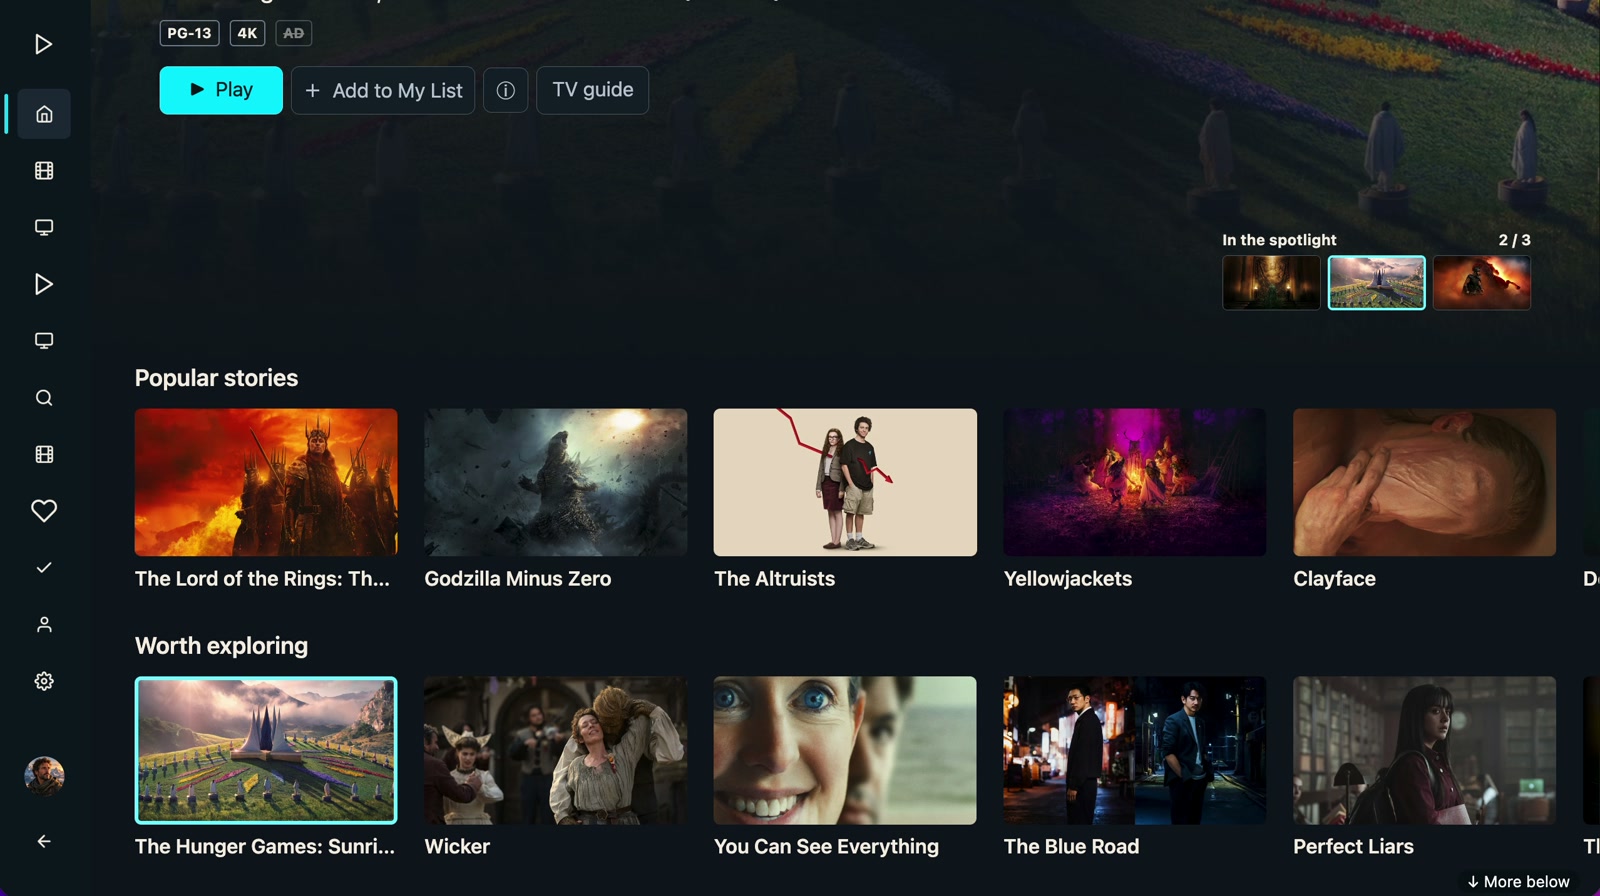 PG-13 4K AD
Play
+ Add to My List
TV guide
In the spotlight 2 / 3
Popular stories
The Lord of the Rings: Th...
Godzilla Minus Zero
The Altruists
Yellowjackets
Clayface
Worth exploring
The Hunger Games: Sunri...
Wicker
You Can See Everything
The Blue Road
Perfect Liars
↓ More below